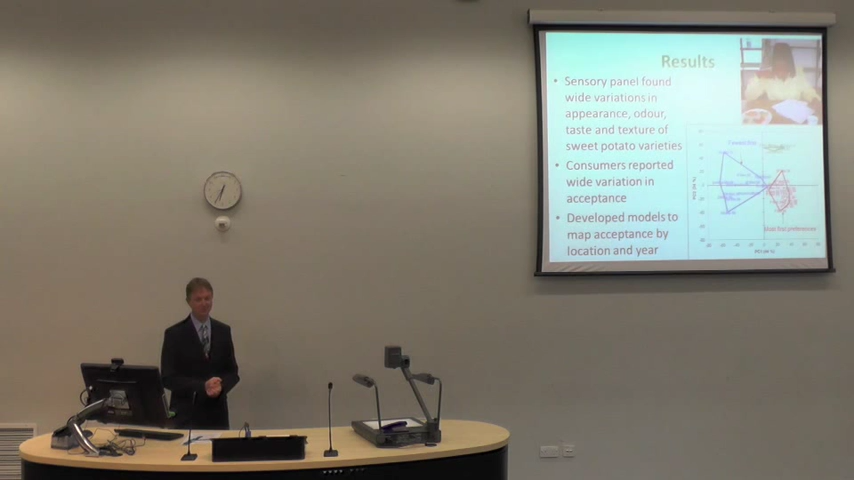 Results
• Sensory panel found
wide variations in
appearance, odour,
taste and texture of
sweet potato varieties
• Consumers reported
wide variation in
acceptance
• Developed models to
map acceptance by
location and year